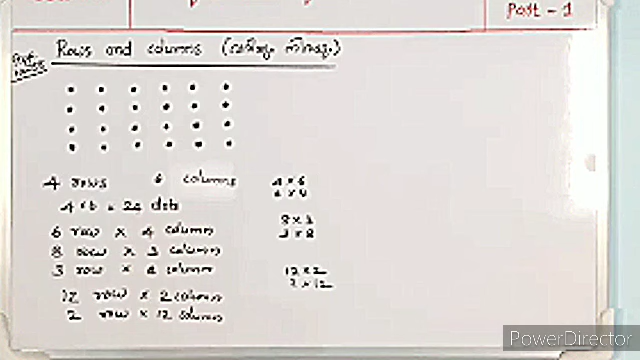 Part - 1
Rows and columns (വരിയും നിരയും)
4 rows 6 columns
4 x 6
6 x 4
4 x 6 = 24 dots
6 row x 4 columns
8 x 3
3 x 8
8 row x 3 columns
3 row x 8 columns
12 x 2
2 x 12
12 row x 2 columns
2 row x 12 columns
PowerDirector